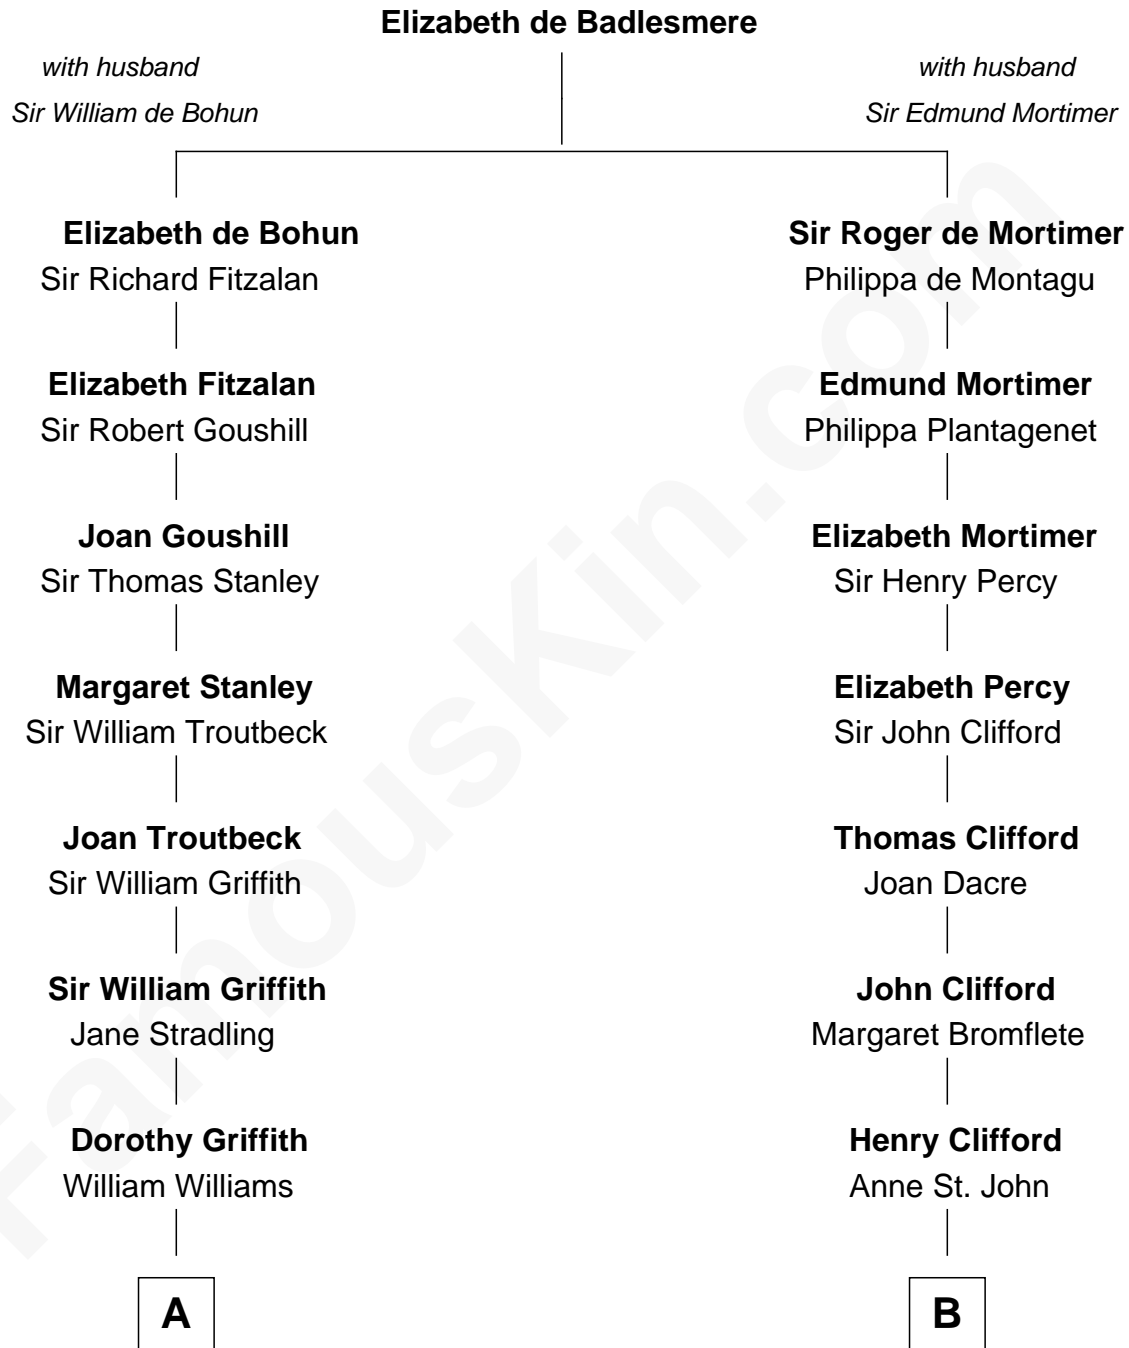 Elizabeth de Badlesmere
with husband
Sir William de Bohun
with husband
Sir Edmund Mortimer
Elizabeth de Bohun
Sir Richard Fitzalan
Sir Roger de Mortimer
Philippa de Montagu
Elizabeth Fitzalan
Sir Robert Goushill
Edmund Mortimer
Philippa Plantagenet
Joan Goushill
Sir Thomas Stanley
Elizabeth Mortimer
Sir Henry Percy
Margaret Stanley
Sir William Troutbeck
Elizabeth Percy
Sir John Clifford
Joan Troutbeck
Sir William Griffith
Thomas Clifford
Joan Dacre
Sir William Griffith
Jane Stradling
John Clifford
Margaret Bromflete
Dorothy Griffith
William Williams
Henry Clifford
Anne St. John
A
B
FamousKin.com